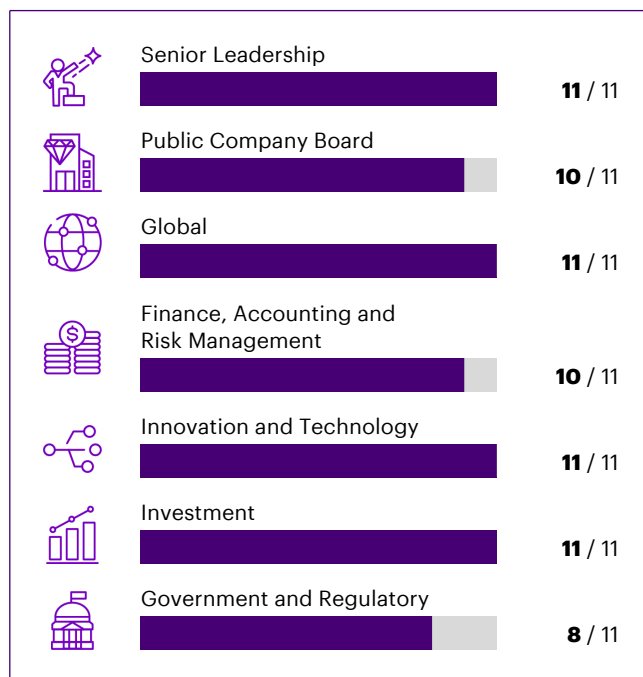 Senior Leadership
11 / 11
Public Company Board
10 / 11
Global
11 / 11
$
Finance, Accounting and
Risk Management
10 / 11
Innovation and Technology
11 / 11
Investment
11 / 11
Government and Regulatory
8 / 11